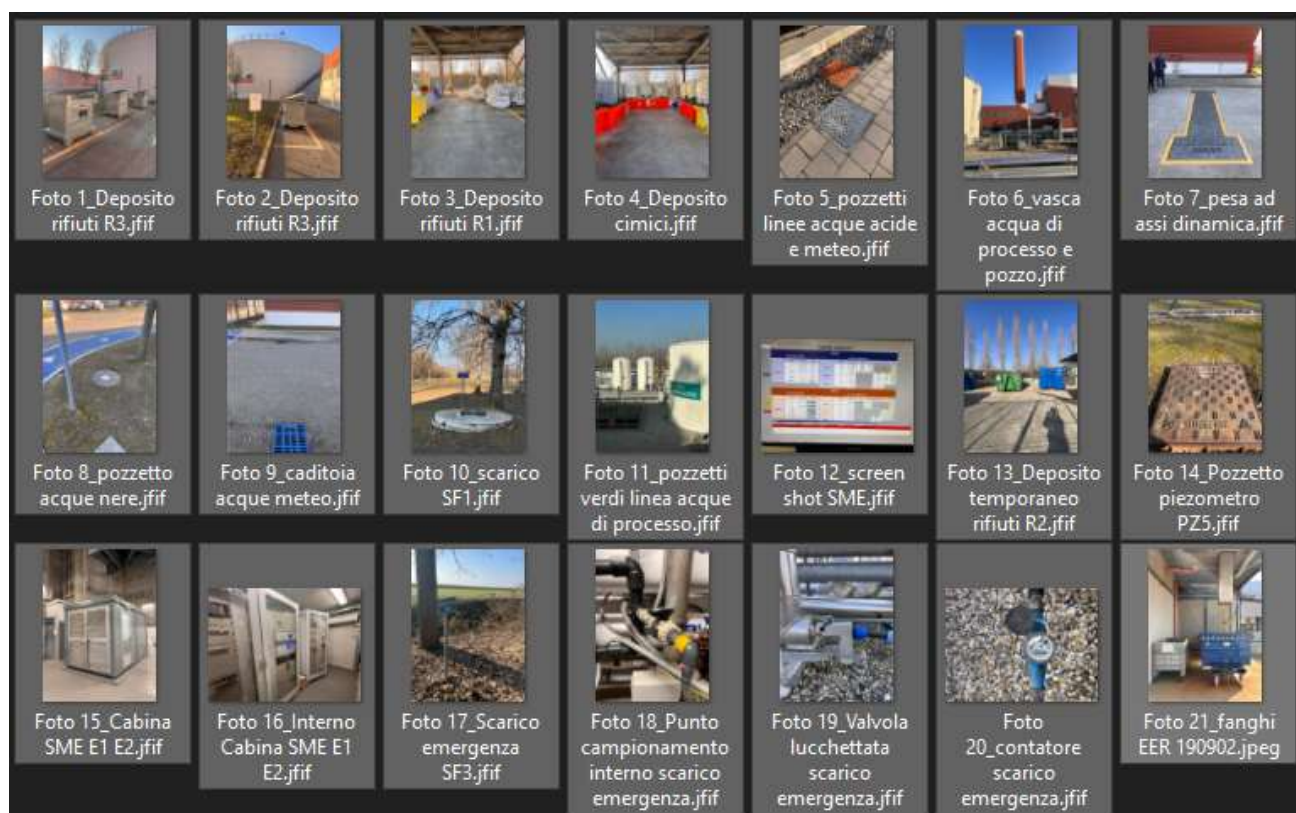 Foto 1_Deposito
rifiuti R3.jfif
Foto 2_Deposito
rifiuti R3.jfif
Foto 3_Deposito
rifiuti R1.jfif
Foto 4_Deposito
cimici.jfif
Foto 5_pozzetti
linee acque acide
e meteo.jfif
Foto 6_vasca
acqua di
processo e
pozzo.jfif
Foto 7_pesa ad
assi dinamica.jfif
Foto 8_pozzetto
acque nere.jfif
Foto 9_caditoia
acque meteo.jfif
Foto 10_scarico
SF1.jfif
Foto 11_pozzetti
verdi linea acque
di processo.jfif
Foto 12_screen
shot SME.jfif
Foto 13_Deposito
temporaneo
rifiuti R2.jfif
Foto 14_Pozzetto
piezometro
PZ5.jfif
Foto 15_Cabina
SME E1 E2.jfif
Foto 16_Interno
Cabina SME E1
E2.jfif
Foto 17_Scarico
emergenza
SF3.jfif
Foto 18_Punto
campionamento
interno scarico
emergenza.jfif
Foto 19_Valvola
lucchettata
scarico
emergenza.jfif
Foto
20_contatore
scarico
emergenza.jfif
Foto 21_fanghi
EER 190902.jpeg